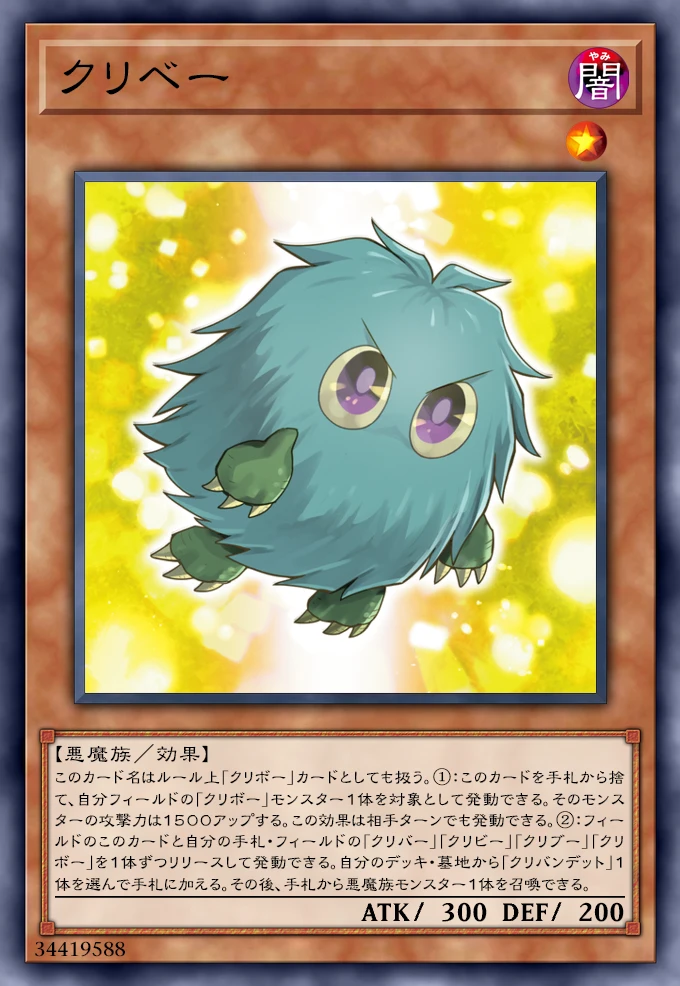 クリベー
やみ
闇
【悪魔族／効果】
このカード名はルール上「クリボー」カードとしても扱う。①：このカードを手札から捨
て、自分フィールドの「クリボー」モンスター１体を対象として発動できる。そのモンス
ターの攻撃力は１５００アップする。この効果は相手ターンでも発動できる。②：フィー
ルドのこのカードと自分の手札・フィールドの「クリバー」「クリビー」「クリブー」「クリ
ボー」を１体ずつリリースして発動できる。自分のデッキ・墓地から「クリバンデット」１
体を選んで手札に加える。その後、手札から悪魔族モンスター１体を召喚できる。
ATK/ 300 DEF/ 200
34419588